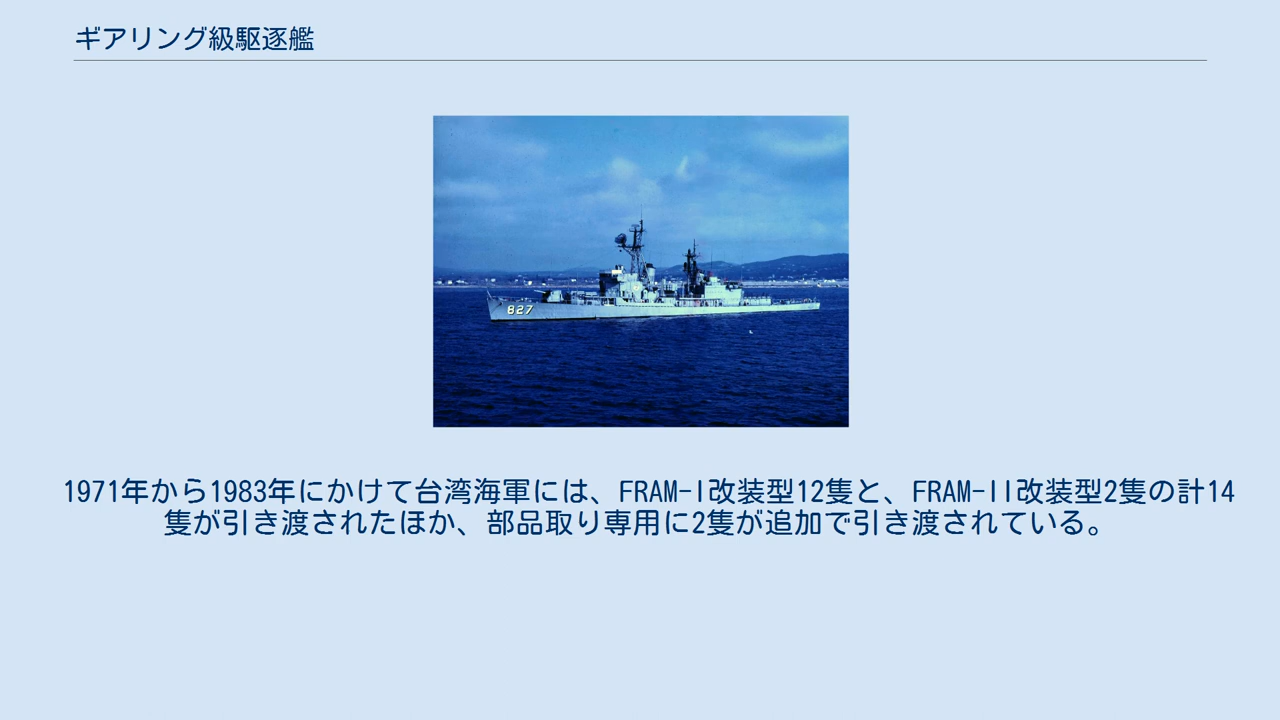 ギアリング級駆逐艦
827
1971年から1983年にかけて台湾海軍には、FRAM-I改装型12隻と、FRAM-II改装型2隻の計14
隻が引き渡されたほか、部品取り専用に2隻が追加で引き渡されている。